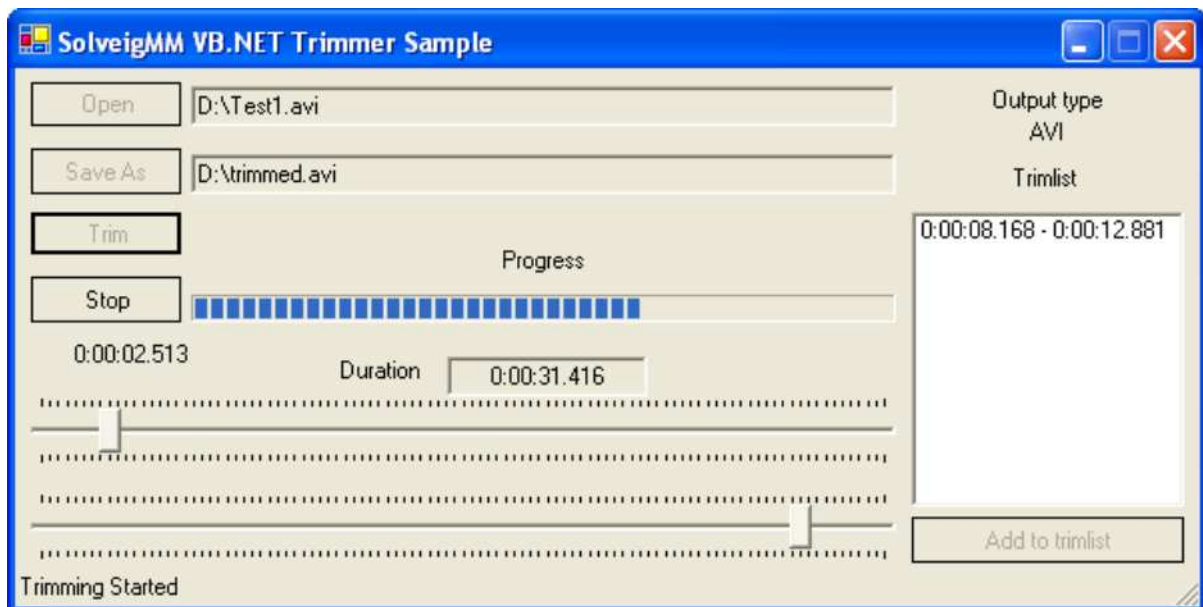 SolveigMM VB.NET Trimmer Sample
Open
D:\Test1.avi
Output type
AVI
Save As
D:\trimmed.avi
Trimlist
Trim
0:00:08.168 - 0:00:12.881
Progress
Stop
0:00:02.513
Duration
0:00:31.416
Add to trimlist
Trimming Started